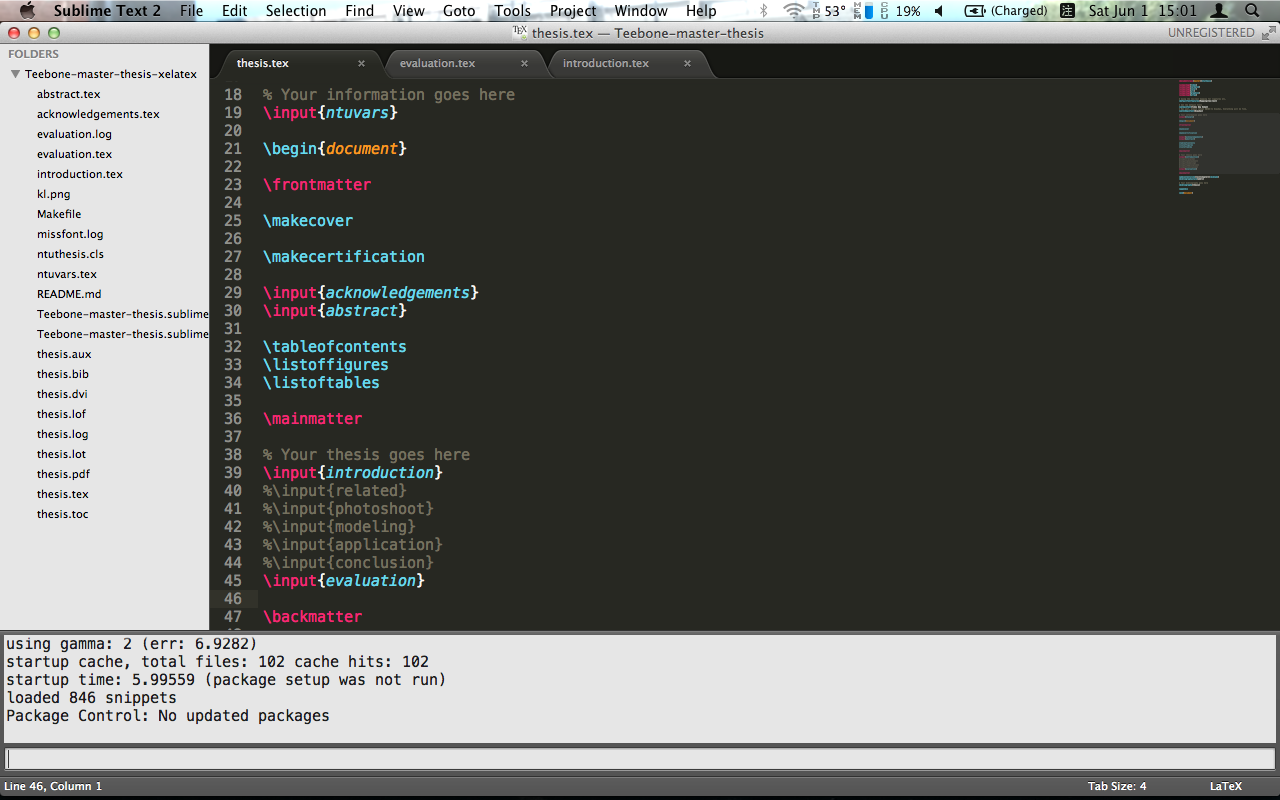 Sublime Text 2 File Edit Selection Find View Goto Tools Project Window Help TMP 53° MEM CPU 19% (Charged) 注 Sat Jun 1 15:01
thesis.tex — Teebone-master-thesis UNREGISTERED
FOLDERS
Teebone-master-thesis-xelatex
abstract.tex
acknowledgements.tex
evaluation.log
evaluation.tex
introduction.tex
kl.png
Makefile
missfont.log
ntuthesis.cls
ntuvars.tex
README.md
Teebone-master-thesis.sublime
Teebone-master-thesis.sublime
thesis.aux
thesis.bib
thesis.dvi
thesis.lof
thesis.log
thesis.lot
thesis.pdf
thesis.tex
thesis.toc
thesis.tex × evaluation.tex × introduction.tex ×
18 % Your information goes here
19 \input{ntuvars}
20
21 \begin{document}
22
23 \frontmatter
24
25 \makecover
26
27 \makecertification
28
29 \input{acknowledgements}
30 \input{abstract}
31
32 \tableofcontents
33 \listoffigures
34 \listoftables
35
36 \mainmatter
37
38 % Your thesis goes here
39 \input{introduction}
40 %\input{related}
41 %\input{photoshoot}
42 %\input{modeling}
43 %\input{application}
44 %\input{conclusion}
45 \input{evaluation}
46
47 \backmatter
using gamma: 2 (err: 6.9282)
startup cache, total files: 102 cache hits: 102
startup time: 5.99559 (package setup was not run)
loaded 846 snippets
Package Control: No updated packages
Line 46, Column 1 Tab Size: 4 LaTeX